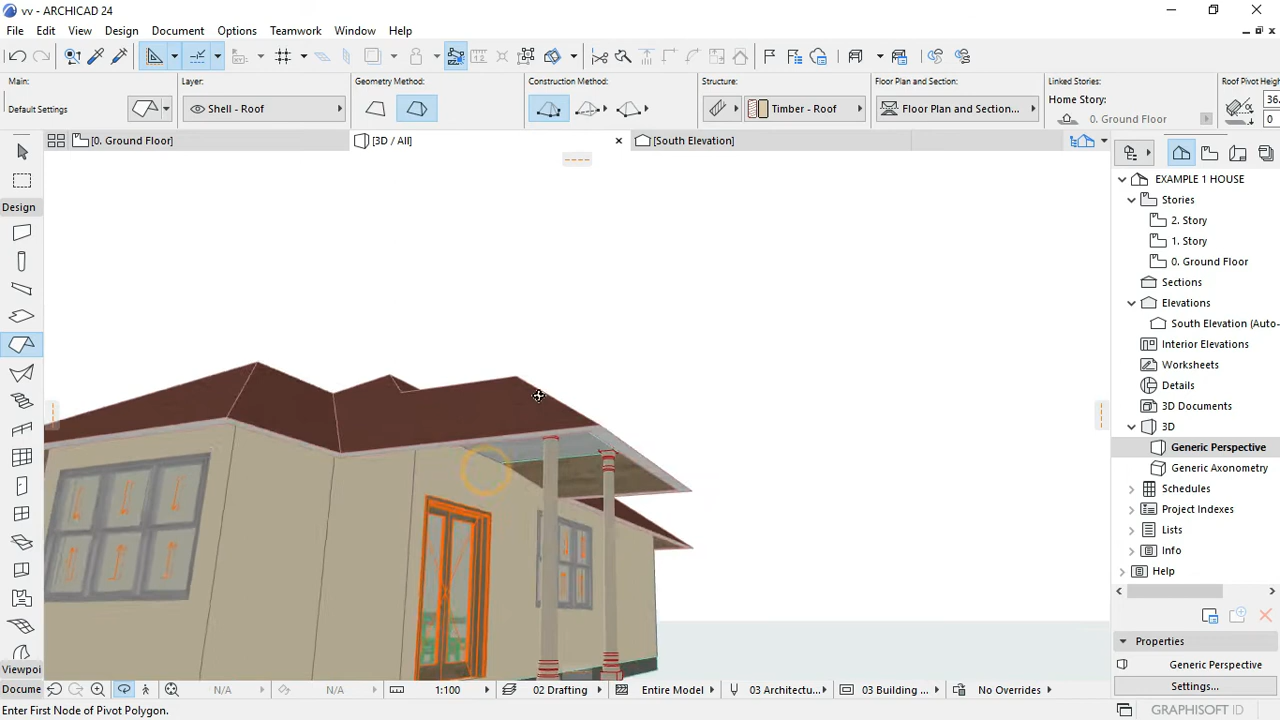 vv - ARCHICAD 24
File Edit View Design Document Options Teamwork Window Help
Main:
Default Settings
Layer:
Shell - Roof
Geometry Method:
Construction Method:
Structure:
Timber - Roof
Floor Plan and Section:
Floor Plan and Section...
Linked Stories:
Home Story:
0. Ground Floor
Roof Pivot Heig
36.
0
[0. Ground Floor]
[3D / All]
[South Elevation]
Design
Viewpoi
Docume
EXAMPLE 1 HOUSE
Stories
2. Story
1. Story
0. Ground Floor
Sections
Elevations
South Elevation (Auto-
Interior Elevations
Worksheets
Details
3D Documents
3D
Generic Perspective
Generic Axonometry
Schedules
Project Indexes
Lists
Info
Help
Properties
Generic Perspective
Settings...
N/A
N/A
1:100
02 Drafting
Entire Model
03 Architectu...
03 Building ...
No Overrides
Enter First Node of Pivot Polygon.
GRAPHISOFT ID